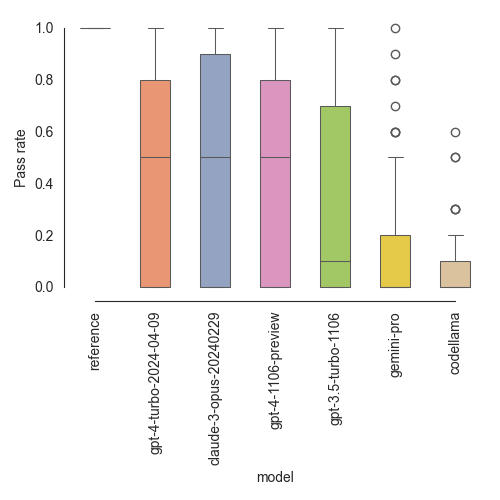 1.0
0.8
0.6
0.4
0.2
0.0
Pass rate
reference
gpt-4-turbo-2024-04-09
claude-3-opus-20240229
gpt-4-1106-preview
gpt-3.5-turbo-1106
gemini-pro
codellama
model